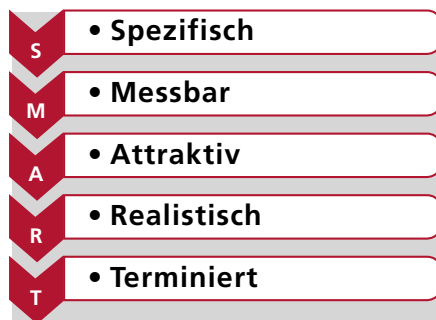 S • Spezifisch
M • Messbar
A • Attraktiv
R • Realistisch
T • Terminiert